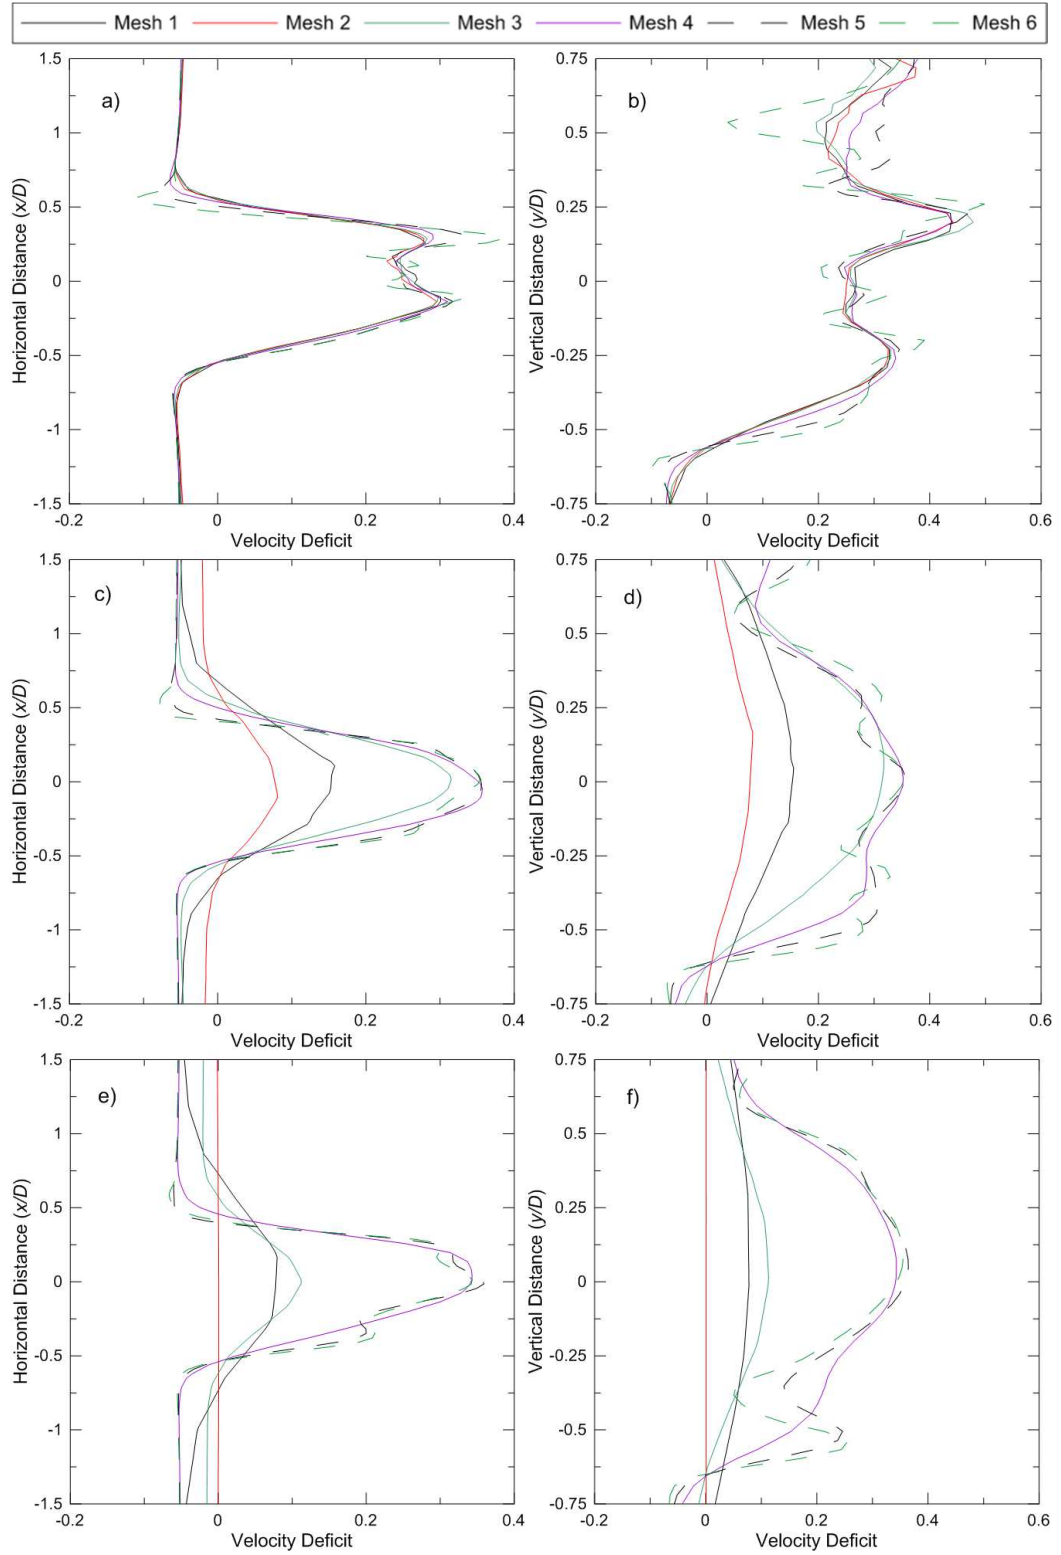 Mesh 1 Mesh 2 Mesh 3 Mesh 4 Mesh 5 Mesh 6
a)
1.5
1
0.5
0
-0.5
-1
-1.5
Horizontal Distance (x/D)
-0.2 0 0.2 0.4
Velocity Deficit
b)
0.75
0.5
0.25
0
-0.25
-0.5
-0.75
Vertical Distance (y/D)
-0.2 0 0.2 0.4 0.6
Velocity Deficit
c)
1.5
1
0.5
0
-0.5
-1
-1.5
Horizontal Distance (x/D)
-0.2 0 0.2 0.4
Velocity Deficit
d)
0.75
0.5
0.25
0
-0.25
-0.5
-0.75
Vertical Distance (y/D)
-0.2 0 0.2 0.4 0.6
Velocity Deficit
e)
1.5
1
0.5
0
-0.5
-1
-1.5
Horizontal Distance (x/D)
-0.2 0 0.2 0.4
Velocity Deficit
f)
0.75
0.5
0.25
0
-0.25
-0.5
-0.75
Vertical Distance (y/D)
-0.2 0 0.2 0.4 0.6
Velocity Deficit